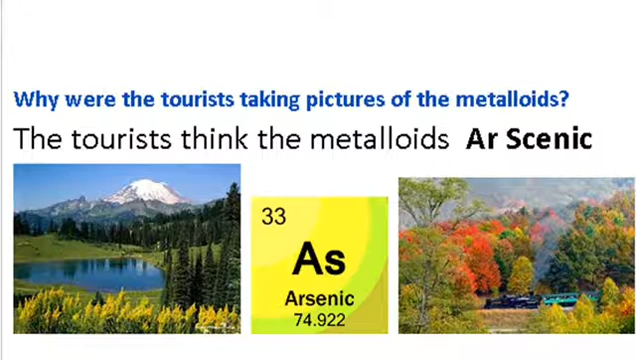 Why were the tourists taking pictures of the metalloids?
The tourists think the metalloids Ar Scenic
33
As
Arsenic
74.922